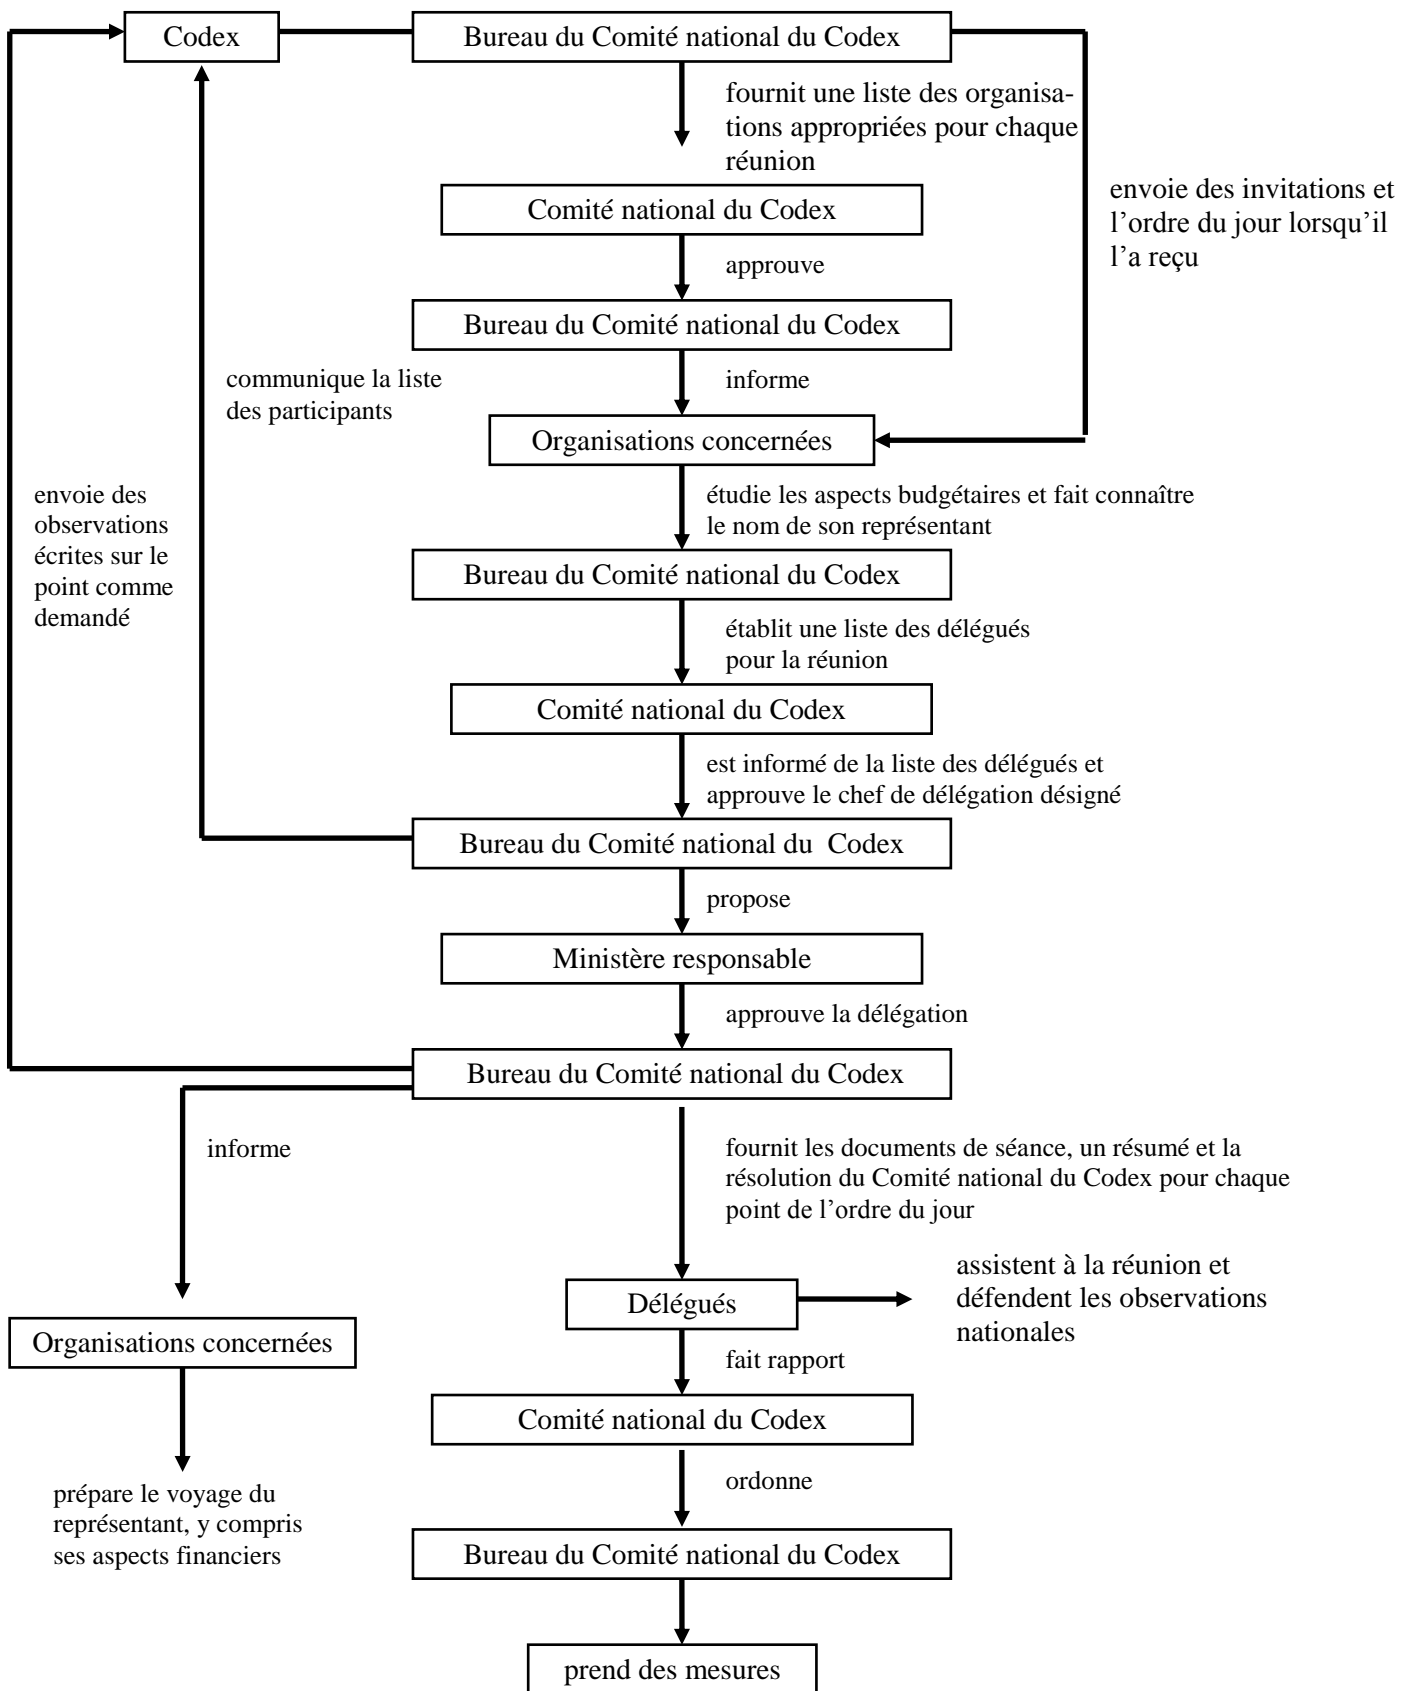 Codex
Bureau du Comité national du Codex
fournit une liste des organisa-
tions appropriées pour chaque
réunion
envoie des invitations et
l’ordre du jour lorsqu’il
l’a reçu
Comité national du Codex
approuve
Bureau du Comité national du Codex
informe
communique la liste
des participants
Organisations concernées
envoie des
observations
écrites sur le
point comme
demandé
étudie les aspects budgétaires et fait connaître
le nom de son représentant
Bureau du Comité national du Codex
établit une liste des délégués
pour la réunion
Comité national du Codex
est informé de la liste des délégués et
approuve le chef de délégation désigné
Bureau du Comité national du Codex
propose
Ministère responsable
approuve la délégation
Bureau du Comité national du Codex
informe
fournit les documents de séance, un résumé et la
résolution du Comité national du Codex pour chaque
point de l’ordre du jour
Délégués
assistent à la réunion et
défendent les observations
nationales
Organisations concernées
fait rapport
Comité national du Codex
ordonne
prépare le voyage du
représentant, y compris
ses aspects financiers
Bureau du Comité national du Codex
prend des mesures